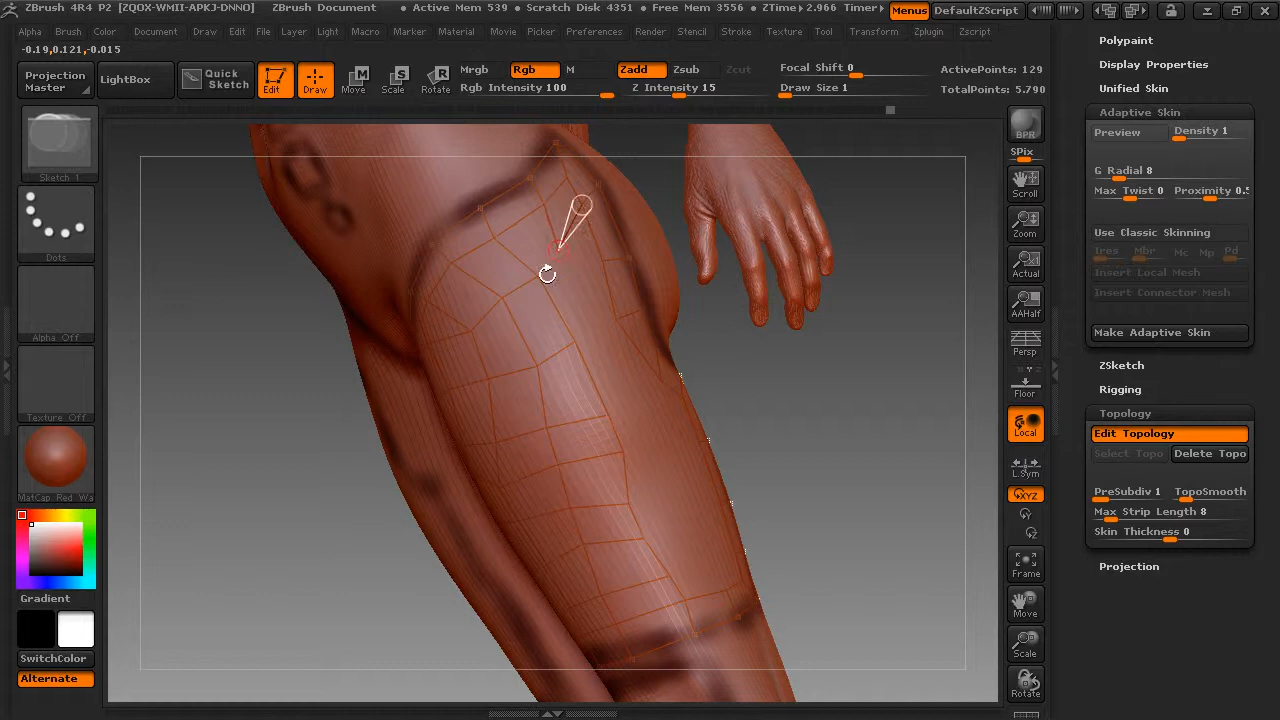 ZBrush 4R4 P2 [ZQOX-WMII-APKJ-DNNO] ZBrush Document • Active Mem 539 • Scratch Mem 4351 • Free Mem 3556 • ZTime▸2.966 Timer▸ Menus DefaultZScript
Alpha Brush Color Document Draw Edit File Layer Light Macro Marker Material Movie Picker Preferences Render Stencil Stroke Texture Tool Transform Zplugin Zscript
-0.19,0.121,-0.015
Projection Master
LightBox
Quick Sketch
Edit
Draw
Move
Scale
Rotate
Mrgb Rgb M
Rgb Intensity 100
Zadd Zsub Zcut
Z Intensity 15
Focal Shift 0
Draw Size 1
ActivePoints: 129
TotalPoints: 5.790
Sketch 1
Dots
Alpha Off
Texture Off
MatCap Red Wa
Gradient
SwitchColor
Alternate
BPR
SPix
Scroll
Zoom
Actual
AAHalf
Persp
Floor
Local
L.Sym
XYZ
Y
Z
Frame
Move
Scale
Rotate
Polypaint
Display Properties
Unified Skin
Adaptive Skin
Preview Density 1
G Radial 8
Max Twist 0 Proximity 0.5
Use Classic Skinning
Ires Mbr Mc Mp Pd
Insert Local Mesh
Insert Connector Mesh
Make Adaptive Skin
ZSketch
Rigging
Topology
Edit Topology
Select Topo Delete Topo
PreSubdiv 1 TopoSmooth
Max Strip Length 8
Skin Thickness 0
Projection